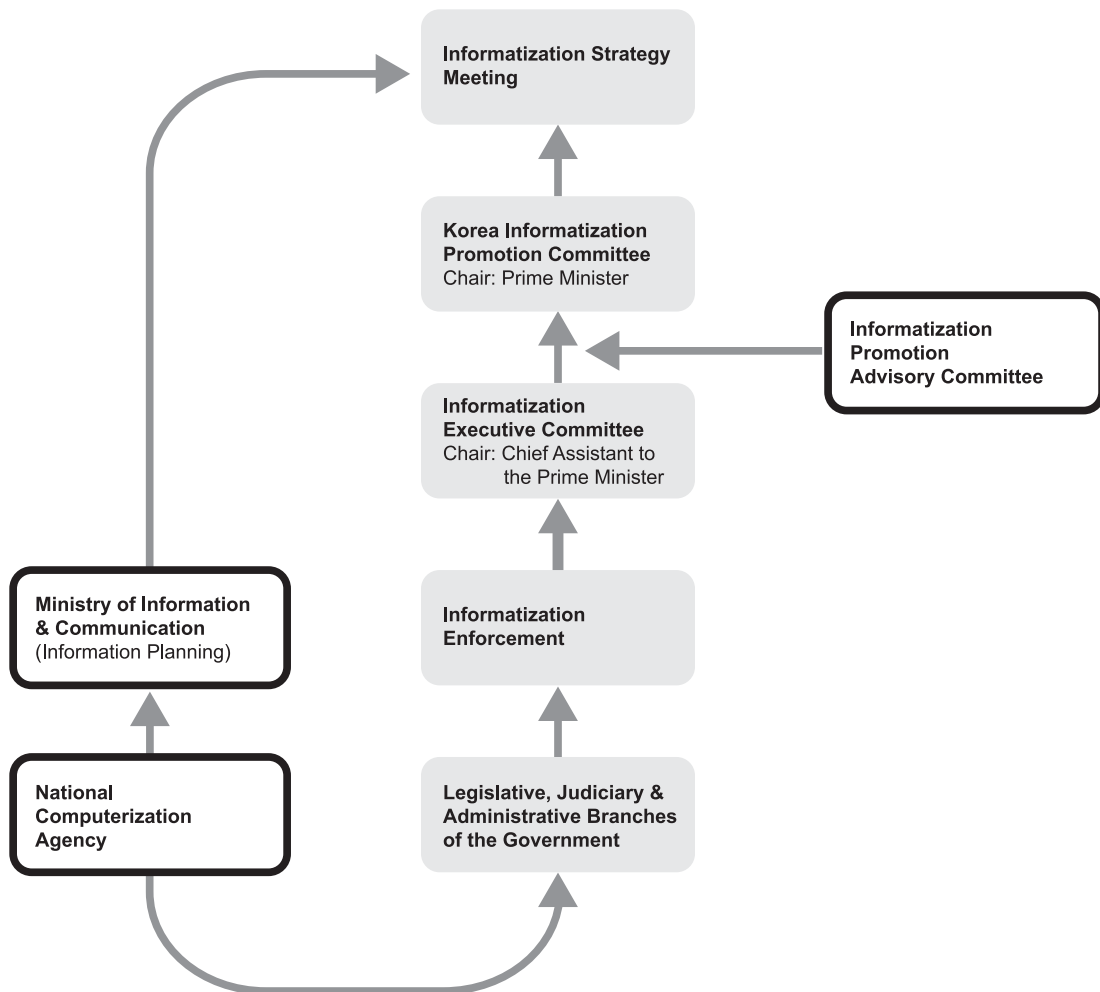 Informatization Strategy
Meeting
Korea Informatization
Promotion Committee
Chair: Prime Minister
Informatization
Promotion
Advisory Committee
Informatization
Executive Committee
Chair: Chief Assistant to
the Prime Minister
Ministry of Information
& Communication
(Information Planning)
Informatization
Enforcement
National
Computerization
Agency
Legislative, Judiciary &
Administrative Branches
of the Government